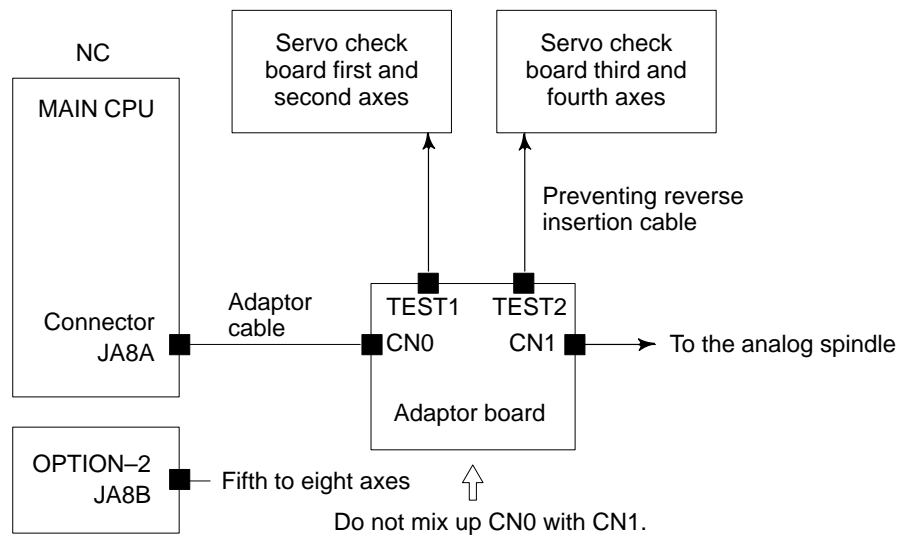 NC
MAIN CPU
Connector
JA8A
Adaptor
cable
Servo check
board first and
second axes
Servo check
board third and
fourth axes
Preventing reverse
insertion cable
TEST1
TEST2
CN0
CN1
Adaptor board
To the analog spindle
OPTION–2
JA8B
Fifth to eight axes
Do not mix up CN0 with CN1.